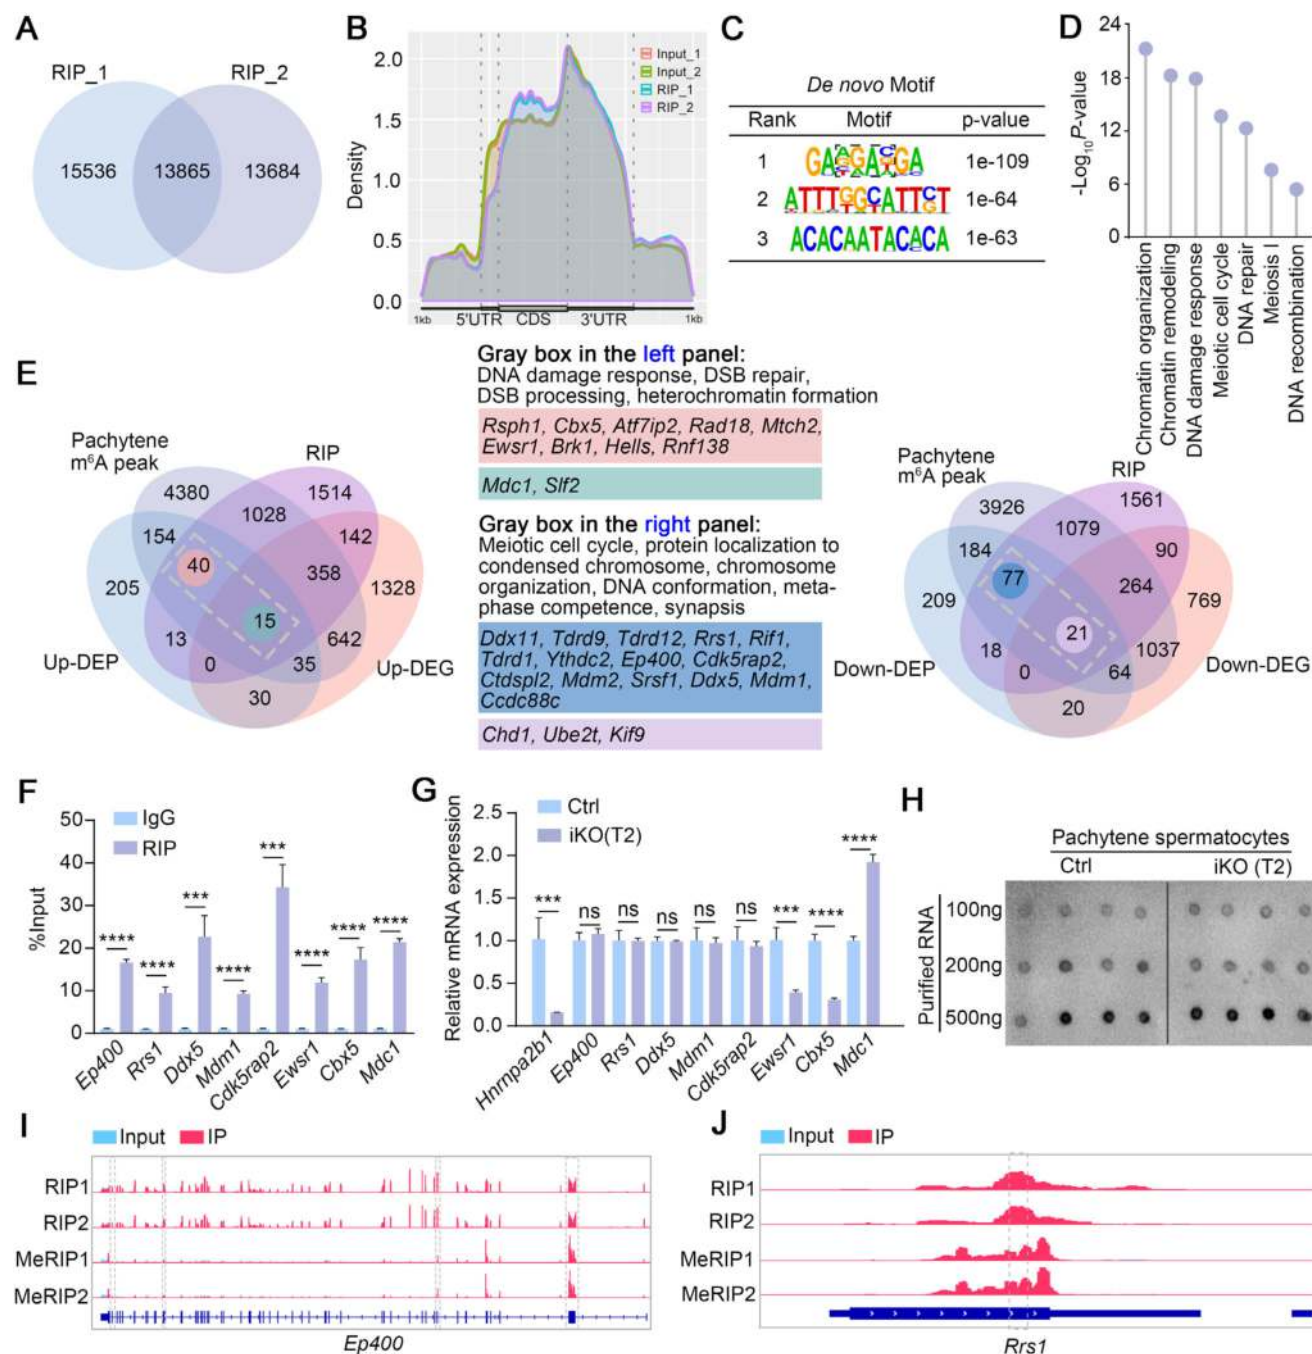 A
RIP_1
RIP_2
15536
13865
13684
B
Density
2.0
1.5
1.0
0.5
0.0
Input_1
Input_2
RIP_1
RIP_2
1kb
5'UTR
CDS
3'UTR
1kb
C
De novo Motif
Rank
Motif
p-value
1
1e-109
2
1e-64
3
ACACAATACACA
1e-63
D
-Log10P-value
24
18
12
6
0
Chromatin organization
Chromatin remodeling
DNA damage response
Meiotic cell cycle
DNA repair
Meiosis I
DNA recombination
E
Pachytene
m⁶A peak
RIP
4380
1514
1028
154
142
40
358
205
1328
15
13
642
Up-DEP
0
35
Up-DEG
30
Gray box in the left panel:
DNA damage response, DSB repair,
DSB processing, heterochromatin formation
Rsph1, Cbx5, Atf7ip2, Rad18, Mtch2,
Ewsr1, Brk1, Hells, Rnf138
Mdc1, Slf2
Gray box in the right panel:
Meiotic cell cycle, protein localization to
condensed chromosome, chromosome
organization, DNA conformation, meta-
phase competence, synapsis
Ddx11, Tdrd9, Tdrd12, Rrs1, Rif1,
Tdrd1, Ythdc2, Ep400, Cdk5rap2,
Ctdspl2, Mdm2, Srsf1, Ddx5, Mdm1,
Ccdc88c
Chd1, Ube2t, Kif9
Pachytene
m⁶A peak
RIP
3926
1561
1079
184
90
77
264
209
769
21
18
1037
Down-DEP
0
64
Down-DEG
20
F
IgG
RIP
%Input
50
40
30
20
10
0
****
****
***
****
***
****
****
****
Ep400
Rrs1
Ddx5
Mdm1
Cdk5rap2
Ewsr1
Cbx5
Mdc1
G
Ctrl
iKO(T2)
Relative mRNA expression
2.5
2.0
1.5
1.0
0.5
0.0
***
ns
ns
ns
ns
ns
***
****
****
Hnrnpa2b1
Ep400
Rrs1
Ddx5
Mdm1
Cdk5rap2
Ewsr1
Cbx5
Mdc1
H
Pachytene spermatocytes
Ctrl
iKO (T2)
Purified RNA
100ng
200ng
500ng
I
Input
IP
RIP1
RIP2
MeRIP1
MeRIP2
Ep400
J
Input
IP
RIP1
RIP2
MeRIP1
MeRIP2
Rrs1